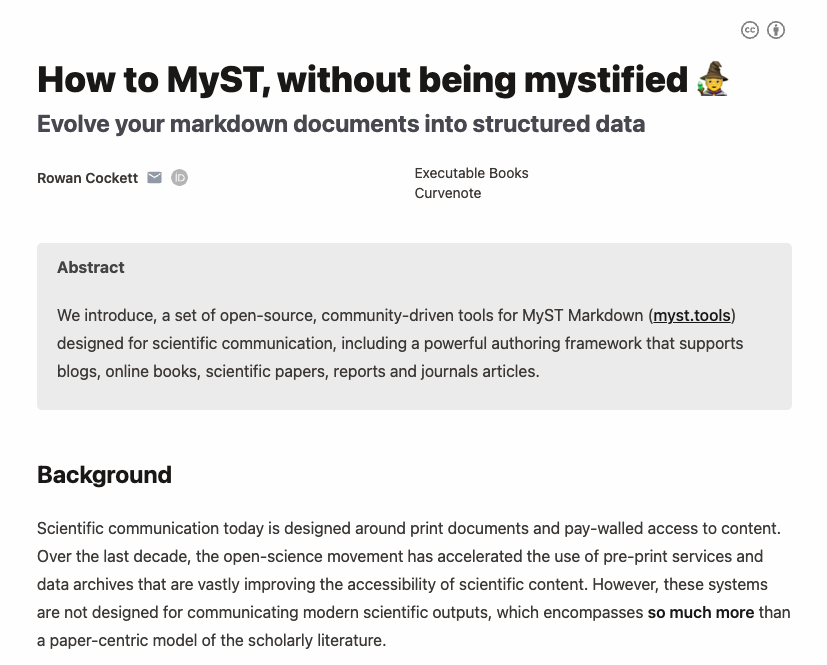 cc
How to MyST, without being mystified 🧙
Evolve your markdown documents into structured data
Rowan Cockett iD
Executable Books
Curvenote
Abstract
We introduce, a set of open-source, community-driven tools for MyST Markdown (myst.tools)
designed for scientific communication, including a powerful authoring framework that supports
blogs, online books, scientific papers, reports and journals articles.
Background
Scientific communication today is designed around print documents and pay-walled access to content.
Over the last decade, the open-science movement has accelerated the use of pre-print services and
data archives that are vastly improving the accessibility of scientific content. However, these systems
are not designed for communicating modern scientific outputs, which encompasses so much more than
a paper-centric model of the scholarly literature.